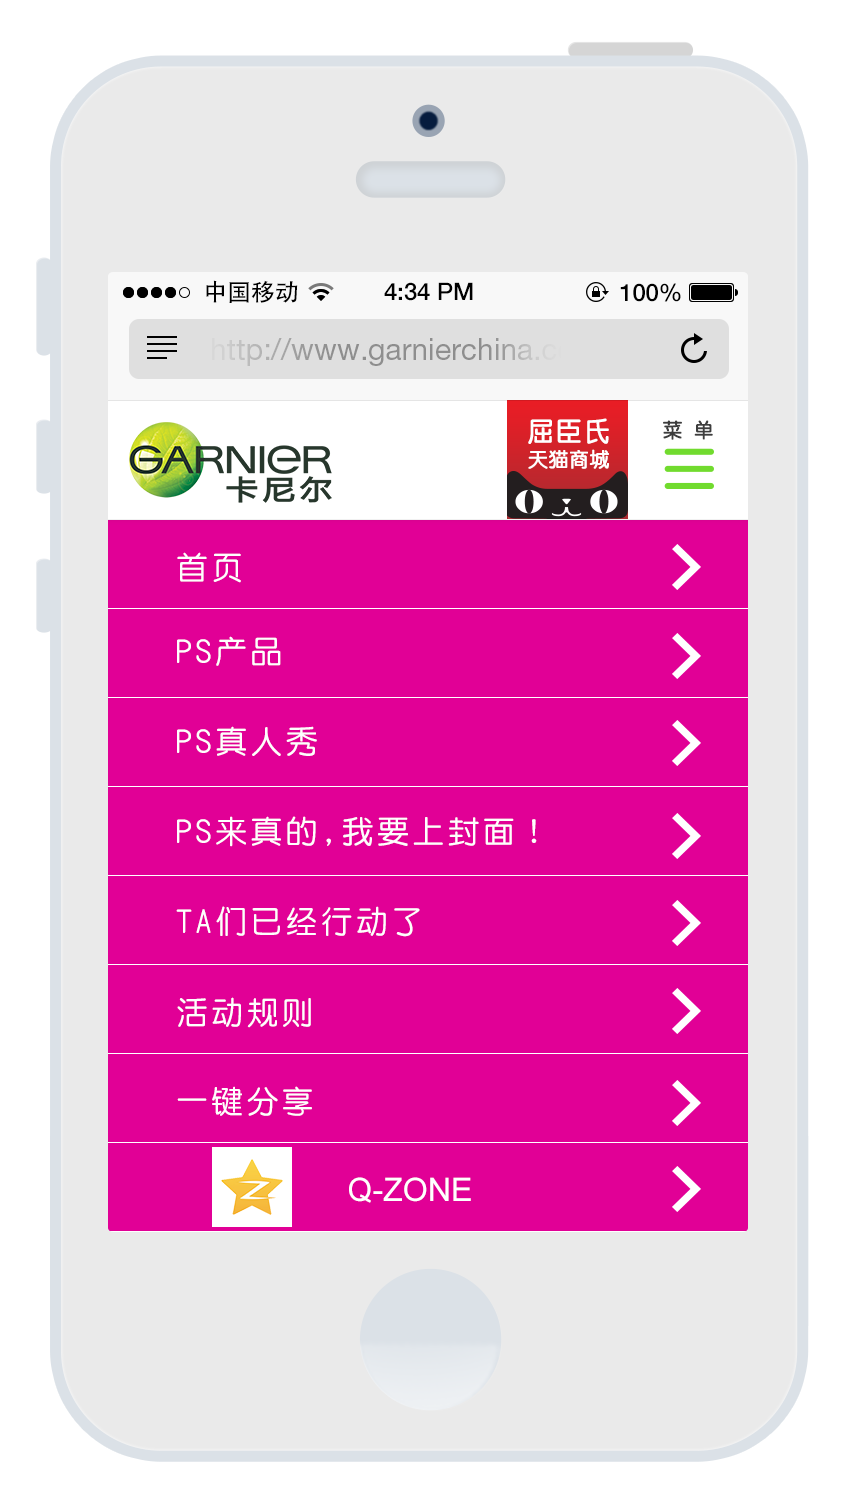 中国移动 4:34 PM 100%
http://www.garnierchina.c
GARNIER
卡尼尔
屈臣氏
天猫商城
菜 单
首页
PS产品
PS真人秀
PS来真的,我要上封面！
TA们已经行动了
活动规则
一键分享
Q-ZONE